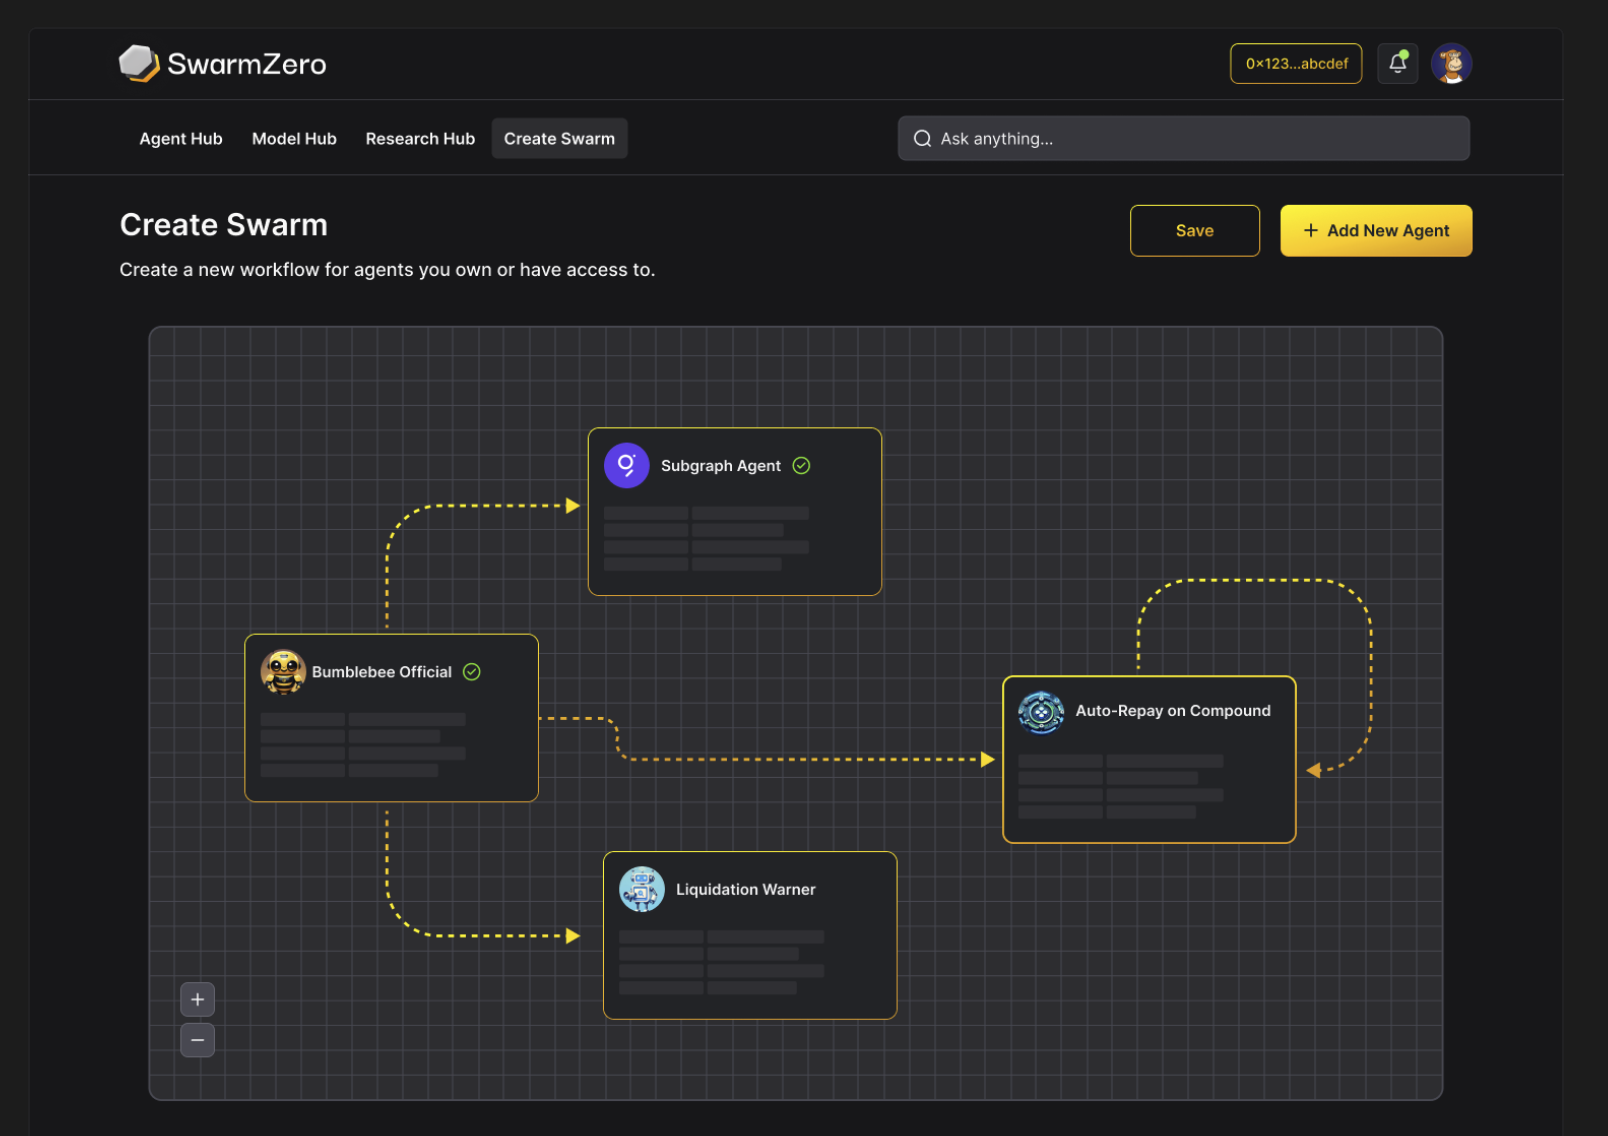 SwarmZero
0×123...abcdef
Agent Hub
Model Hub
Research Hub
Create Swarm
Ask anything...
Create Swarm
Create a new workflow for agents you own or have access to.
Save
+ Add New Agent
Subgraph Agent
Bumblebee Official
Auto-Repay on Compound
Liquidation Warner
+
−